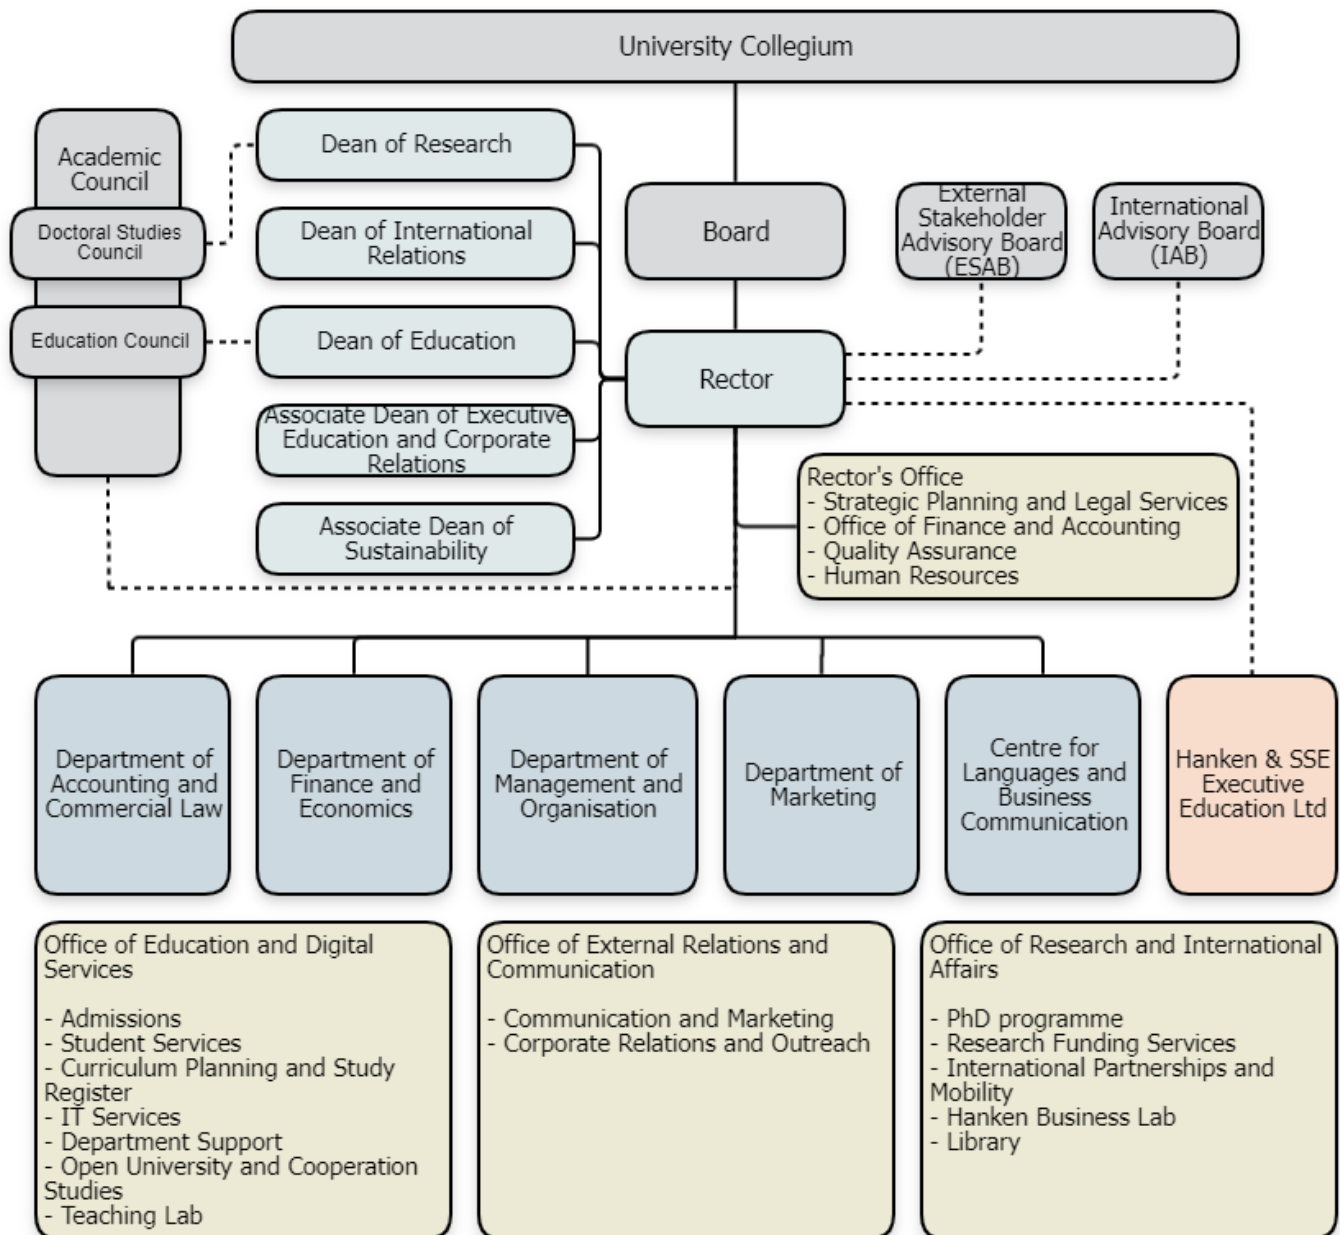 University Collegium
Academic
Council
Doctoral Studies
Council
Education Council
Dean of Research
Dean of International
Relations
Dean of Education
Associate Dean of Executive
Education and Corporate
Relations
Associate Dean of
Sustainability
Board
Rector
External
Stakeholder
Advisory Board
(ESAB)
International
Advisory Board
(IAB)
Rector's Office
- Strategic Planning and Legal Services
- Office of Finance and Accounting
- Quality Assurance
- Human Resources
Department of
Accounting and
Commercial Law
Department of
Finance and
Economics
Department of
Management and
Organisation
Department of
Marketing
Centre for
Languages and
Business
Communication
Hanken & SSE
Executive
Education Ltd
Office of Education and Digital
Services
- Admissions
- Student Services
- Curriculum Planning and Study
Register
- IT Services
- Department Support
- Open University and Cooperation
Studies
- Teaching Lab
Office of External Relations and
Communication
- Communication and Marketing
- Corporate Relations and Outreach
Office of Research and International
Affairs
- PhD programme
- Research Funding Services
- International Partnerships and
Mobility
- Hanken Business Lab
- Library